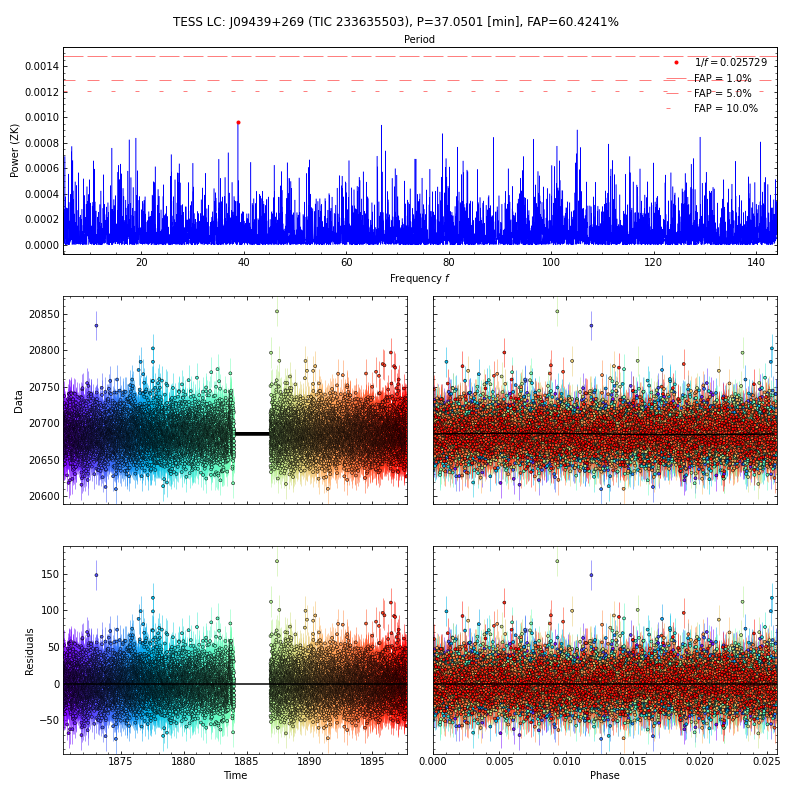 TESS LC: J09439+269 (TIC 233635503), P=37.0501 [min], FAP=60.4241%
Period
Power (ZK)
0.0014
0.0012
0.0010
0.0008
0.0006
0.0004
0.0002
0.0000
1/f = 0.025729
FAP = 1.0%
FAP = 5.0%
FAP = 10.0%
20 40 60 80 100 120 140
Frequency f
Data
20850
20800
20750
20700
20650
20600
Residuals
150
100
50
0
−50
1875 1880 1885 1890 1895
Time
0.000 0.005 0.010 0.015 0.020 0.025
Phase